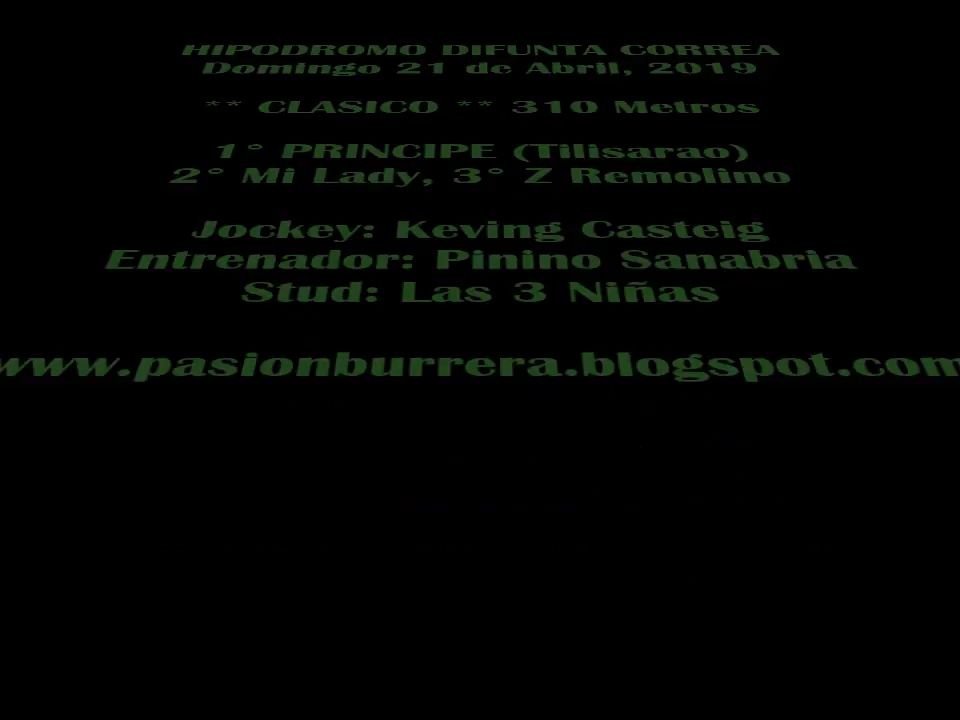 HIPODROMO DIFUNTA CORREA
Domingo 21 de Abril, 2019
** CLASICO ** 310 Metros
1° PRINCIPE (Tilisarao)
2° Mi Lady, 3° Z Remolino
Jockey: Keving Casteig
Entrenador: Pinino Sanabria
Stud: Las 3 Niñas
www.pasionburrera.blogspot.com